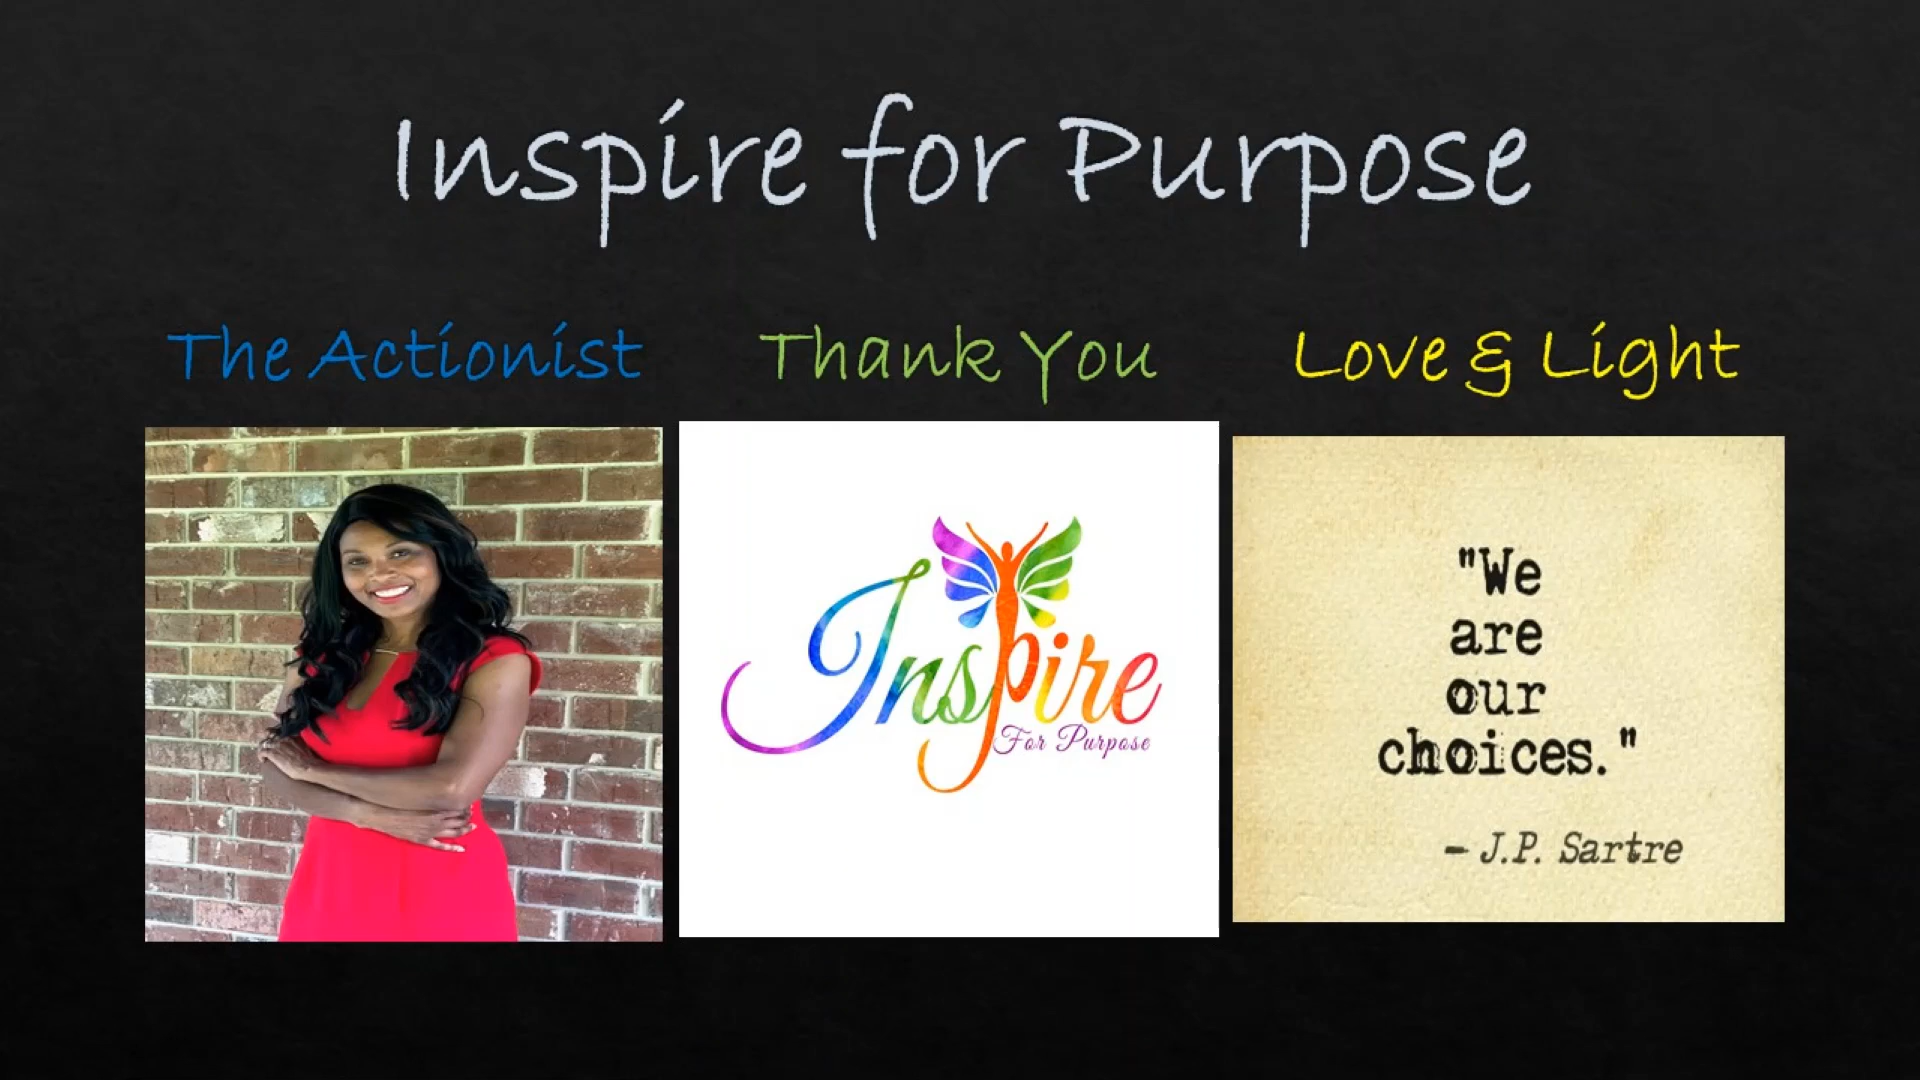 Inspire for Purpose
The Actionist
Thank You
Love & Light
Inspire
For Purpose
"We
are
our
choices."
– J.P. Sartre